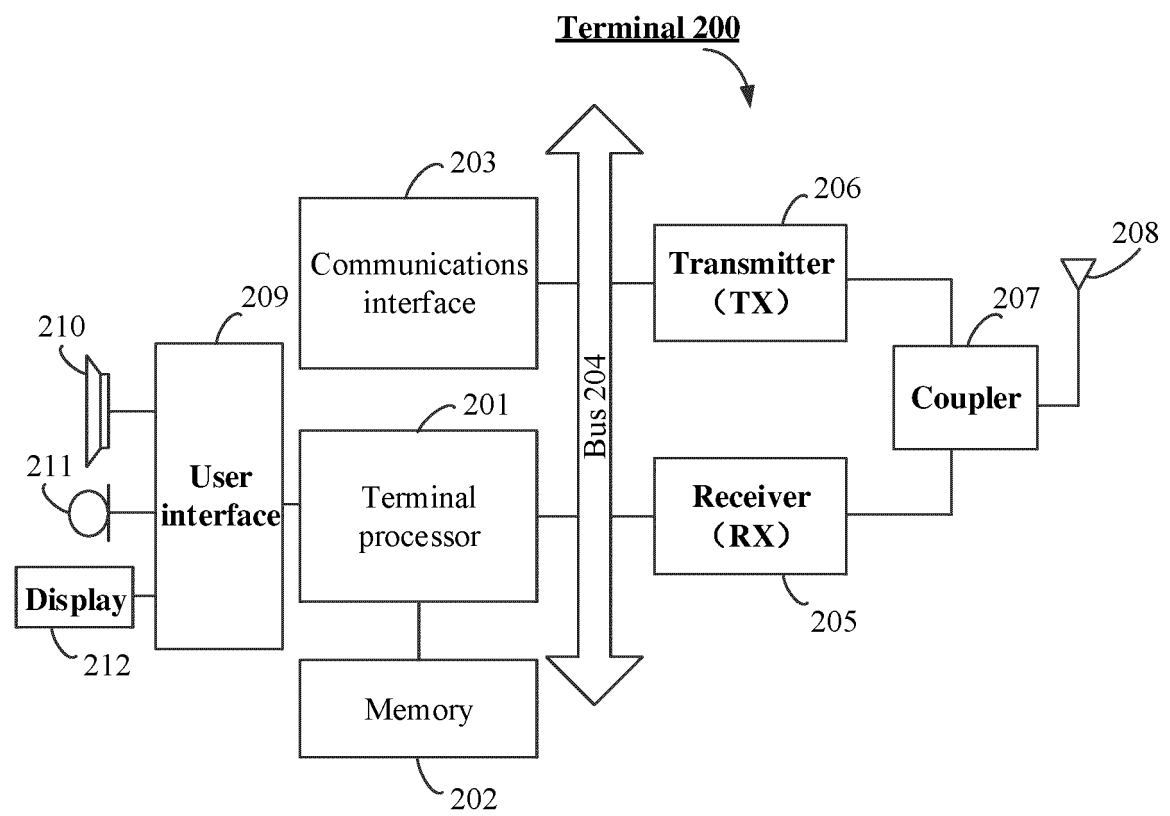 Terminal 200
203
Communications
interface
206
Transmitter
（TX）
208
207
Coupler
209
User
interface
210
211
Display
212
201
Terminal
processor
Bus 204
Receiver
（RX）
205
Memory
202